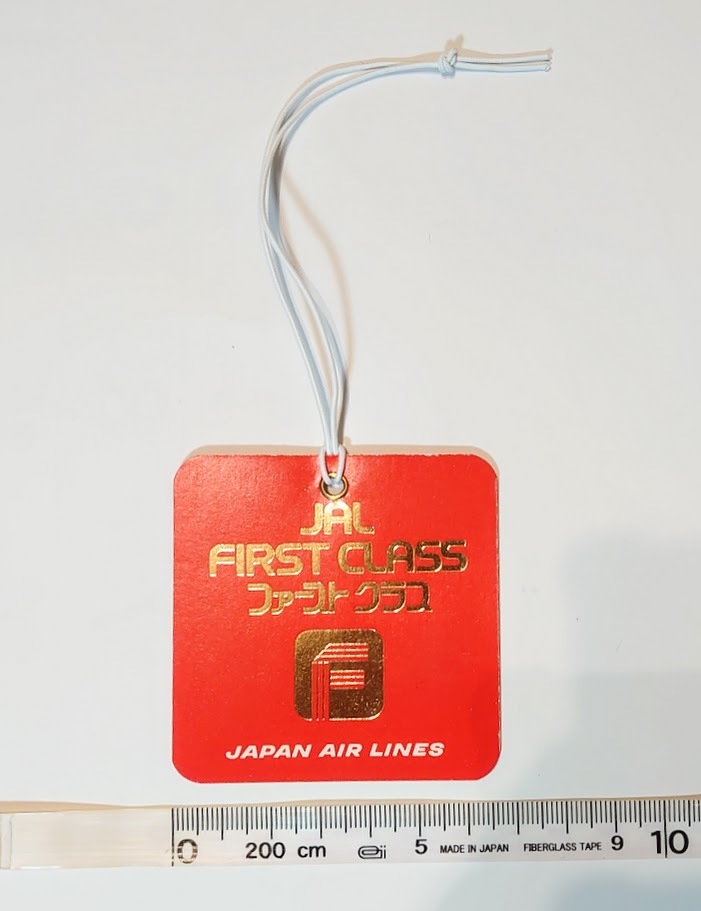 JAL
FIRST CLASS
ファースト クラス
F
JAPAN AIR LINES
0 200 cm eji 5 MADE IN JAPAN FIBERGLASS TAPE 9 10